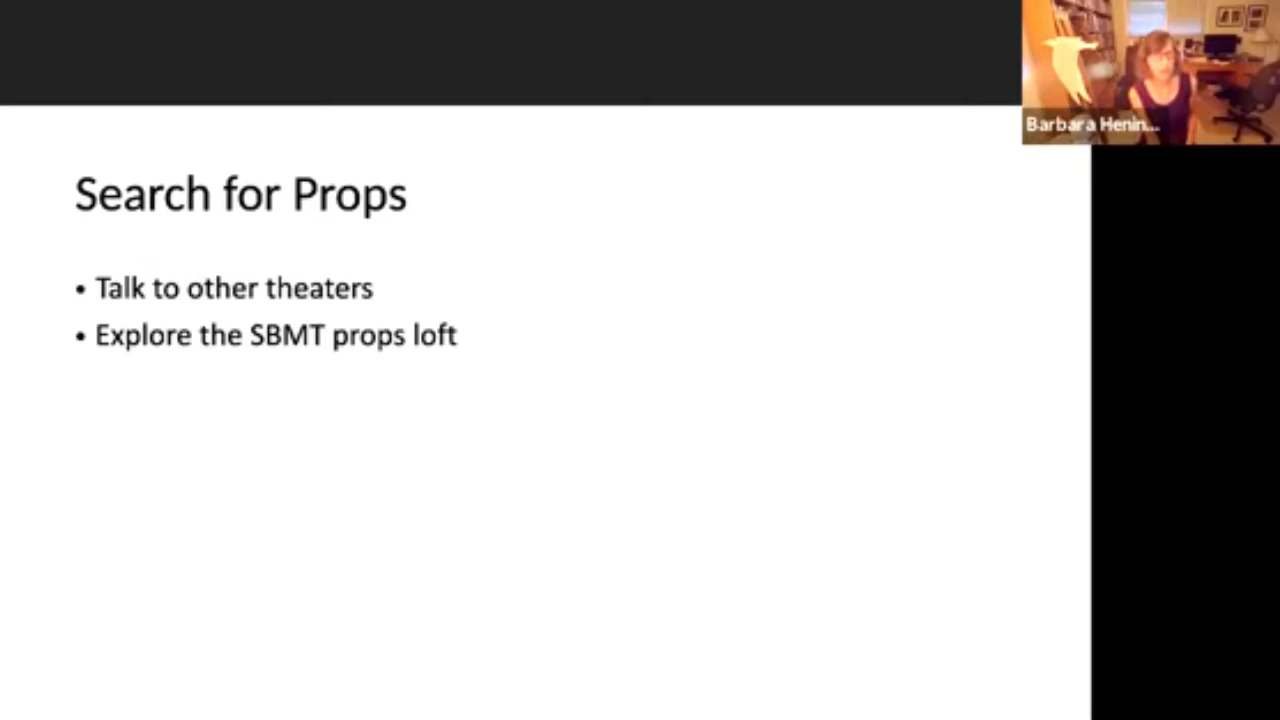 Barbara Henin...
Search for Props
• Talk to other theaters
• Explore the SBMT props loft